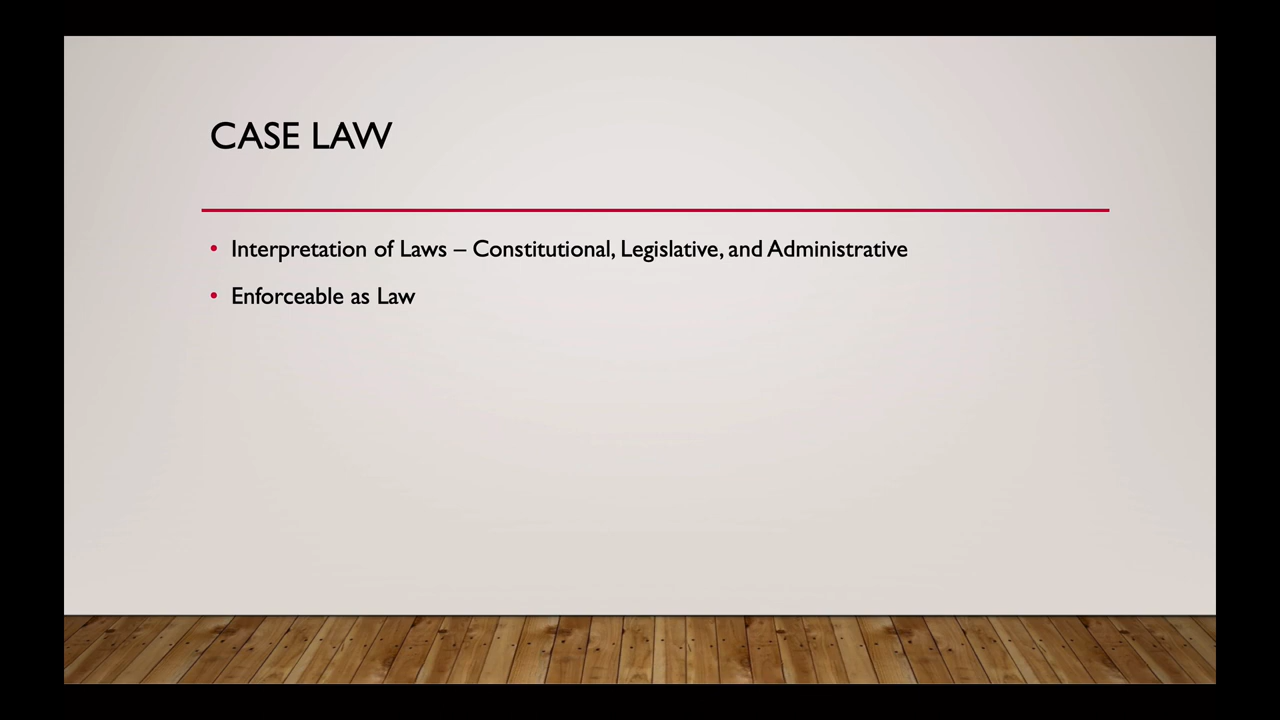 CASE LAW
• Interpretation of Laws – Constitutional, Legislative, and Administrative
• Enforceable as Law